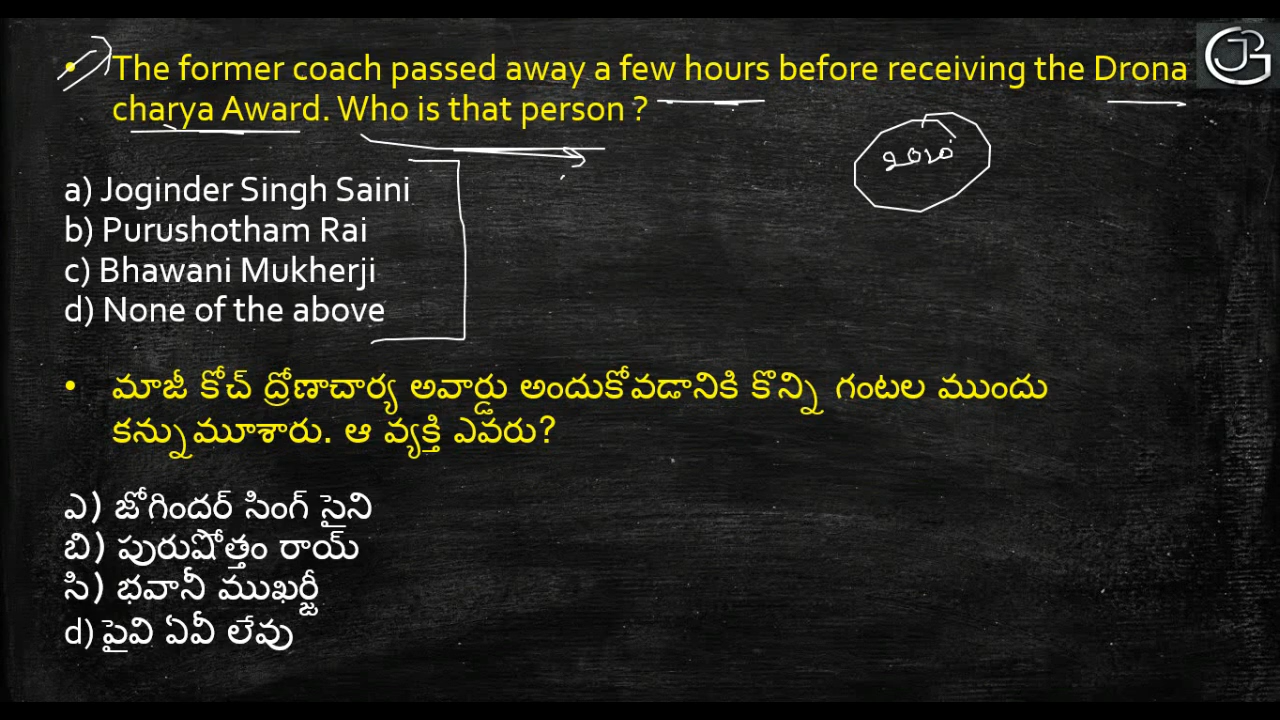 • The former coach passed away a few hours before receiving the Drona
charya Award. Who is that person ?
2020
a) Joginder Singh Saini
b) Purushotham Rai
c) Bhawani Mukherji
d) None of the above
• మాజీ కోచ్ ద్రోణాచార్య అవార్డు అందుకోవడానికి కొన్ని గంటల ముందు
కన్నుమూశారు. ఆ వ్యక్తి ఎవరు?
ఎ) జోగిందర్ సింగ్ సైని
బి) పురుషోత్తం రాయ్
సి) భవానీ ముఖర్జీ
d) పైవి ఏవీ లేవు